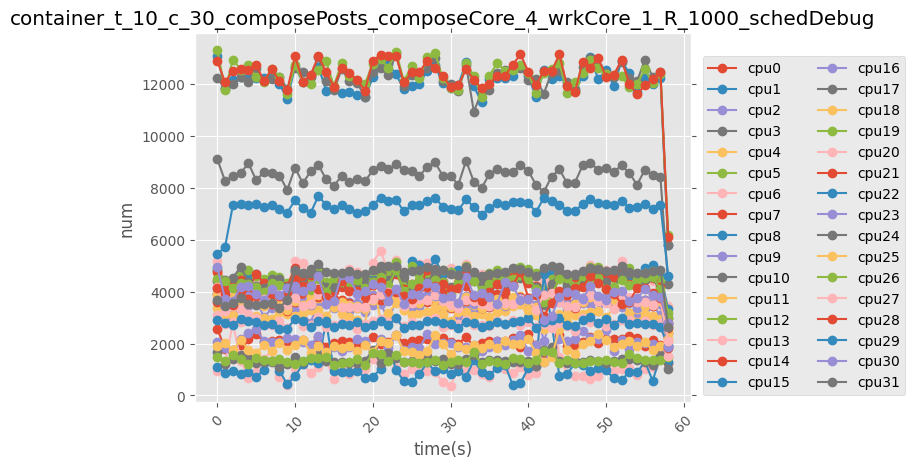 container_t_10_c_30_composePosts_composeCore_4_wrkCore_1_R_1000_schedDebug
num
12000
10000
8000
6000
4000
2000
0
0 10 20 30 40 50 60
time(s)
cpu0 cpu16
cpu1 cpu17
cpu2 cpu18
cpu3 cpu19
cpu4 cpu20
cpu5 cpu21
cpu6 cpu22
cpu7 cpu23
cpu8 cpu24
cpu9 cpu25
cpu10 cpu26
cpu11 cpu27
cpu12 cpu28
cpu13 cpu29
cpu14 cpu30
cpu15 cpu31